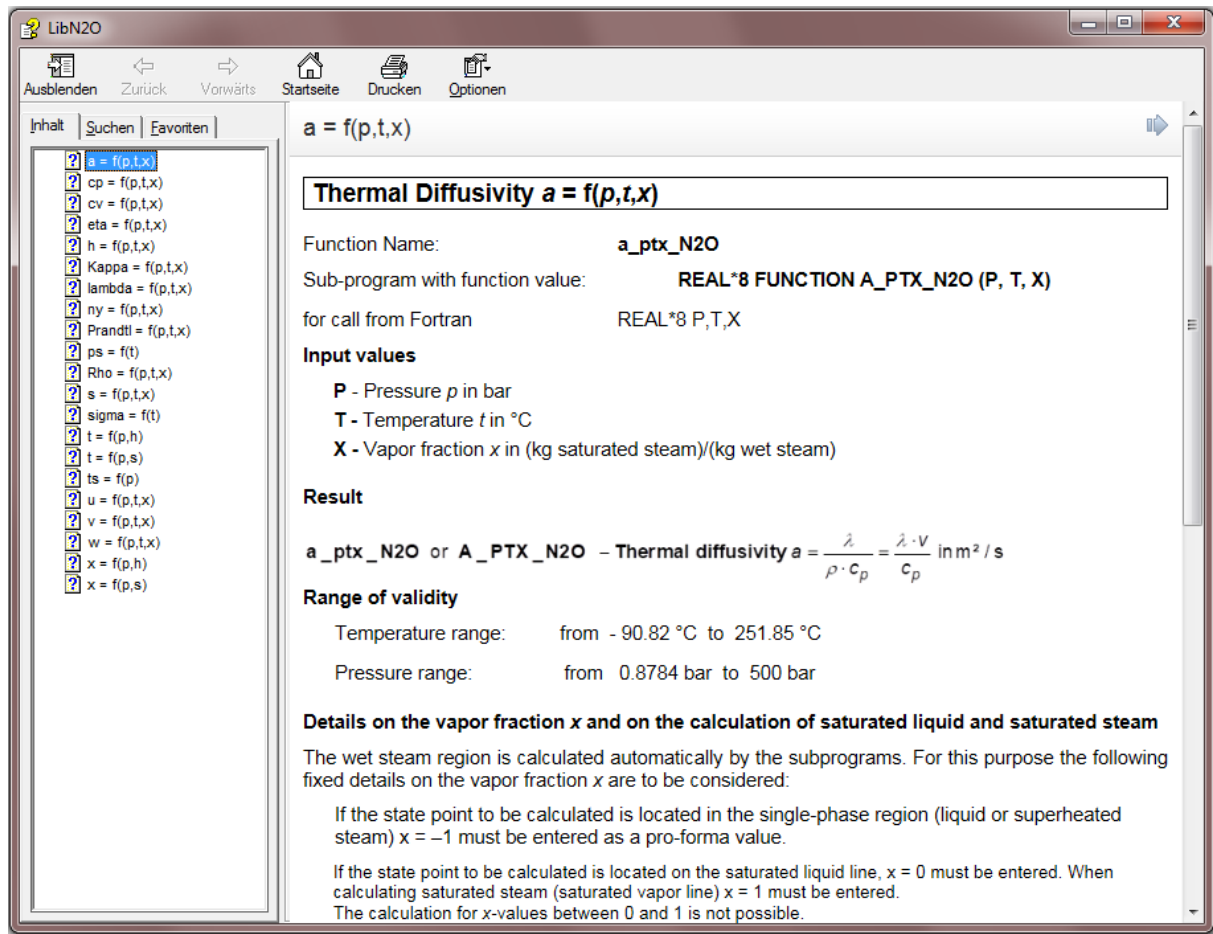 LibN2O
Ausblenden Zurück Vorwärts Startseite Drucken Optionen
Inhalt Suchen Favoriten
a = f(p,t,x)
cp = f(p,t,x)
cv = f(p,t,x)
eta = f(p,t,x)
h = f(p,t,x)
Kappa = f(p,t,x)
lambda = f(p,t,x)
ny = f(p,t,x)
Prandtl = f(p,t,x)
ps = f(t)
Rho = f(p,t,x)
s = f(p,t,x)
sigma = f(t)
t = f(p,h)
t = f(p,s)
ts = f(p)
u = f(p,t,x)
v = f(p,t,x)
w = f(p,t,x)
x = f(p,h)
x = f(p,s)
a = f(p,t,x)
Thermal Diffusivity a = f(p,t,x)
Function Name: a_ptx_N2O
Sub-program with function value: REAL*8 FUNCTION A_PTX_N2O (P, T, X)
for call from Fortran REAL*8 P,T,X
Input values
P - Pressure p in bar
T - Temperature t in °C
X - Vapor fraction x in (kg saturated steam)/(kg wet steam)
Result
a_ptx_N2O or A_PTX_N2O – Thermal diffusivity a = λ / (ρ · c_p) = (λ · v) / c_p in m² / s
Range of validity
Temperature range: from - 90.82 °C to 251.85 °C
Pressure range: from 0.8784 bar to 500 bar
Details on the vapor fraction x and on the calculation of saturated liquid and saturated steam
The wet steam region is calculated automatically by the subprograms. For this purpose the following
fixed details on the vapor fraction x are to be considered:
If the state point to be calculated is located in the single-phase region (liquid or superheated
steam) x = –1 must be entered as a pro-forma value.
If the state point to be calculated is located on the saturated liquid line, x = 0 must be entered. When
calculating saturated steam (saturated vapor line) x = 1 must be entered.
The calculation for x-values between 0 and 1 is not possible.